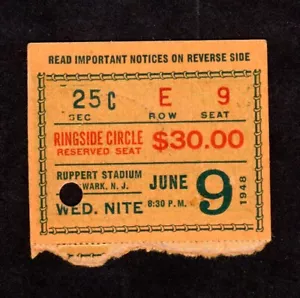 READ IMPORTANT NOTICES ON REVERSE SIDE
25C E 9
SEC ROW SEAT
RINGSIDE CIRCLE $30.00
RESERVED SEAT
RUPPERT STADIUM JUNE 9 1948
WARK, N. J.
WED. NITE 8:30 P.M.